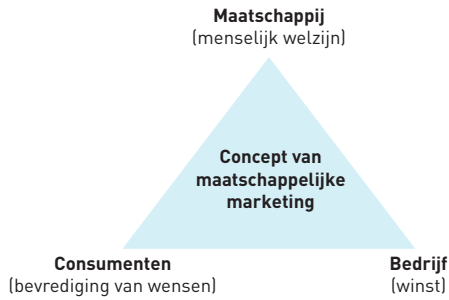 Maatschappij
(menselijk welzijn)
Concept van
maatschappelijke
marketing
Consumenten
(bevrediging van wensen)
Bedrijf
(winst)